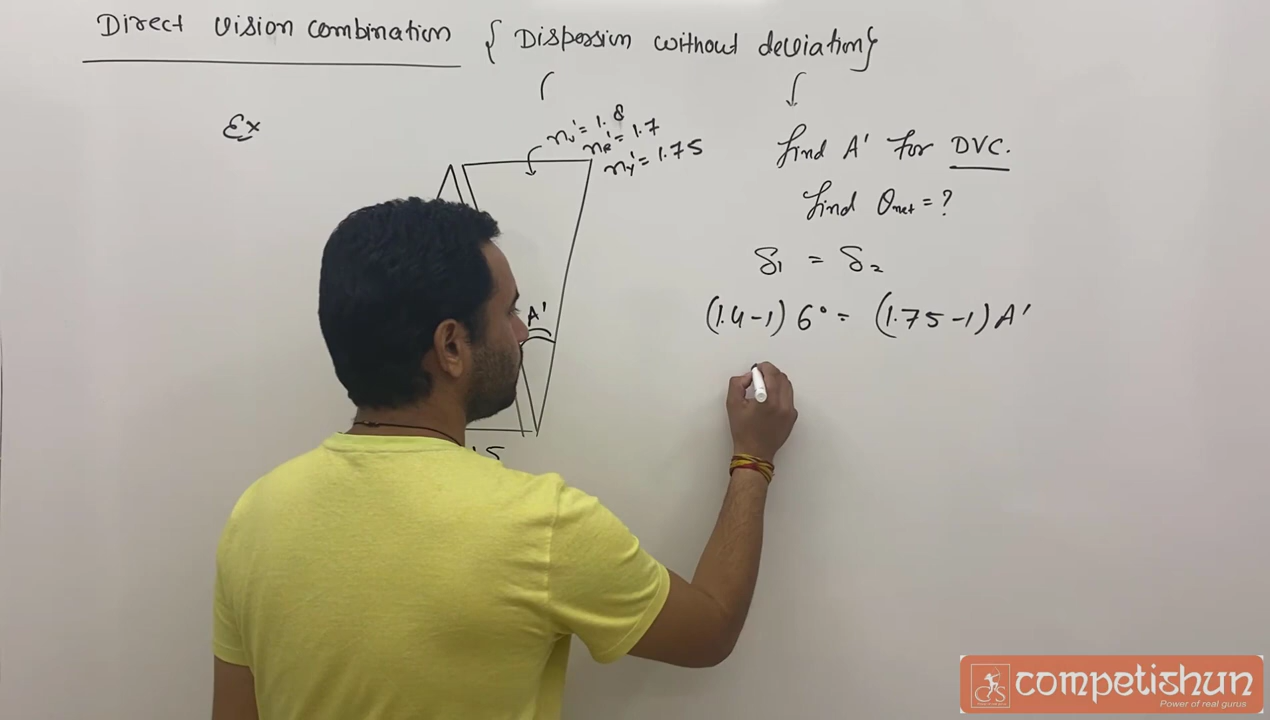 Direct Vision Combination { Dispersion without deviation}
Ex
nv' = 1.8
nR' = 1.7
ny' = 1.75
find A' for DVC.
find θnet = ?
δ1 = δ2
(1.4-1) 6° = (1.75-1) A'
A'
competishun
Power of real gurus